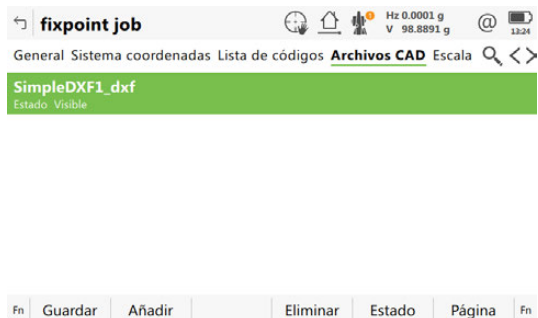 fixpoint job
Hz 0.0001 g
V 98.8891 g
@
13:24
General Sistema coordenadas Lista de códigos Archivos CAD Escala
SimpleDXF1_dxf
Estado Visible
Fn Guardar Añadir Eliminar Estado Página Fn